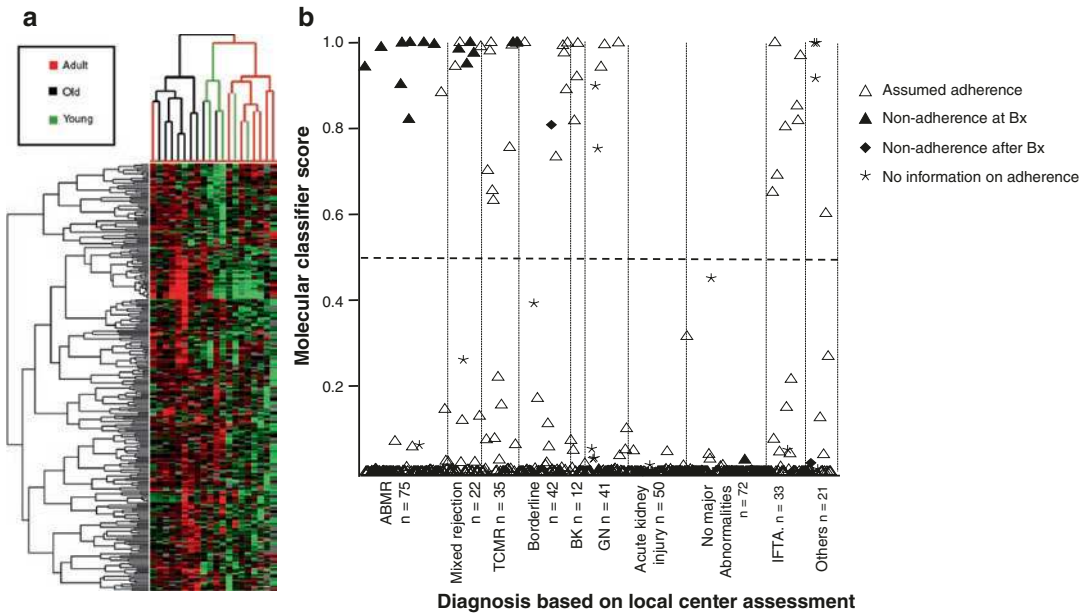 a
Adult
Old
Young
b
Molecular classifier score
1.0
0.8
0.6
0.4
0.2
Assumed adherence
Non-adherence at Bx
Non-adherence after Bx
No information on adherence
ABMR
n = 75
Mixed rejection
n = 22
TCMR n = 35
Borderline
n = 42
BK n = 12
GN n = 41
Acute kidney
injury n = 50
No major
Abnormalities
n = 72
IFTA. n = 33
Others n = 21
Diagnosis based on local center assessment